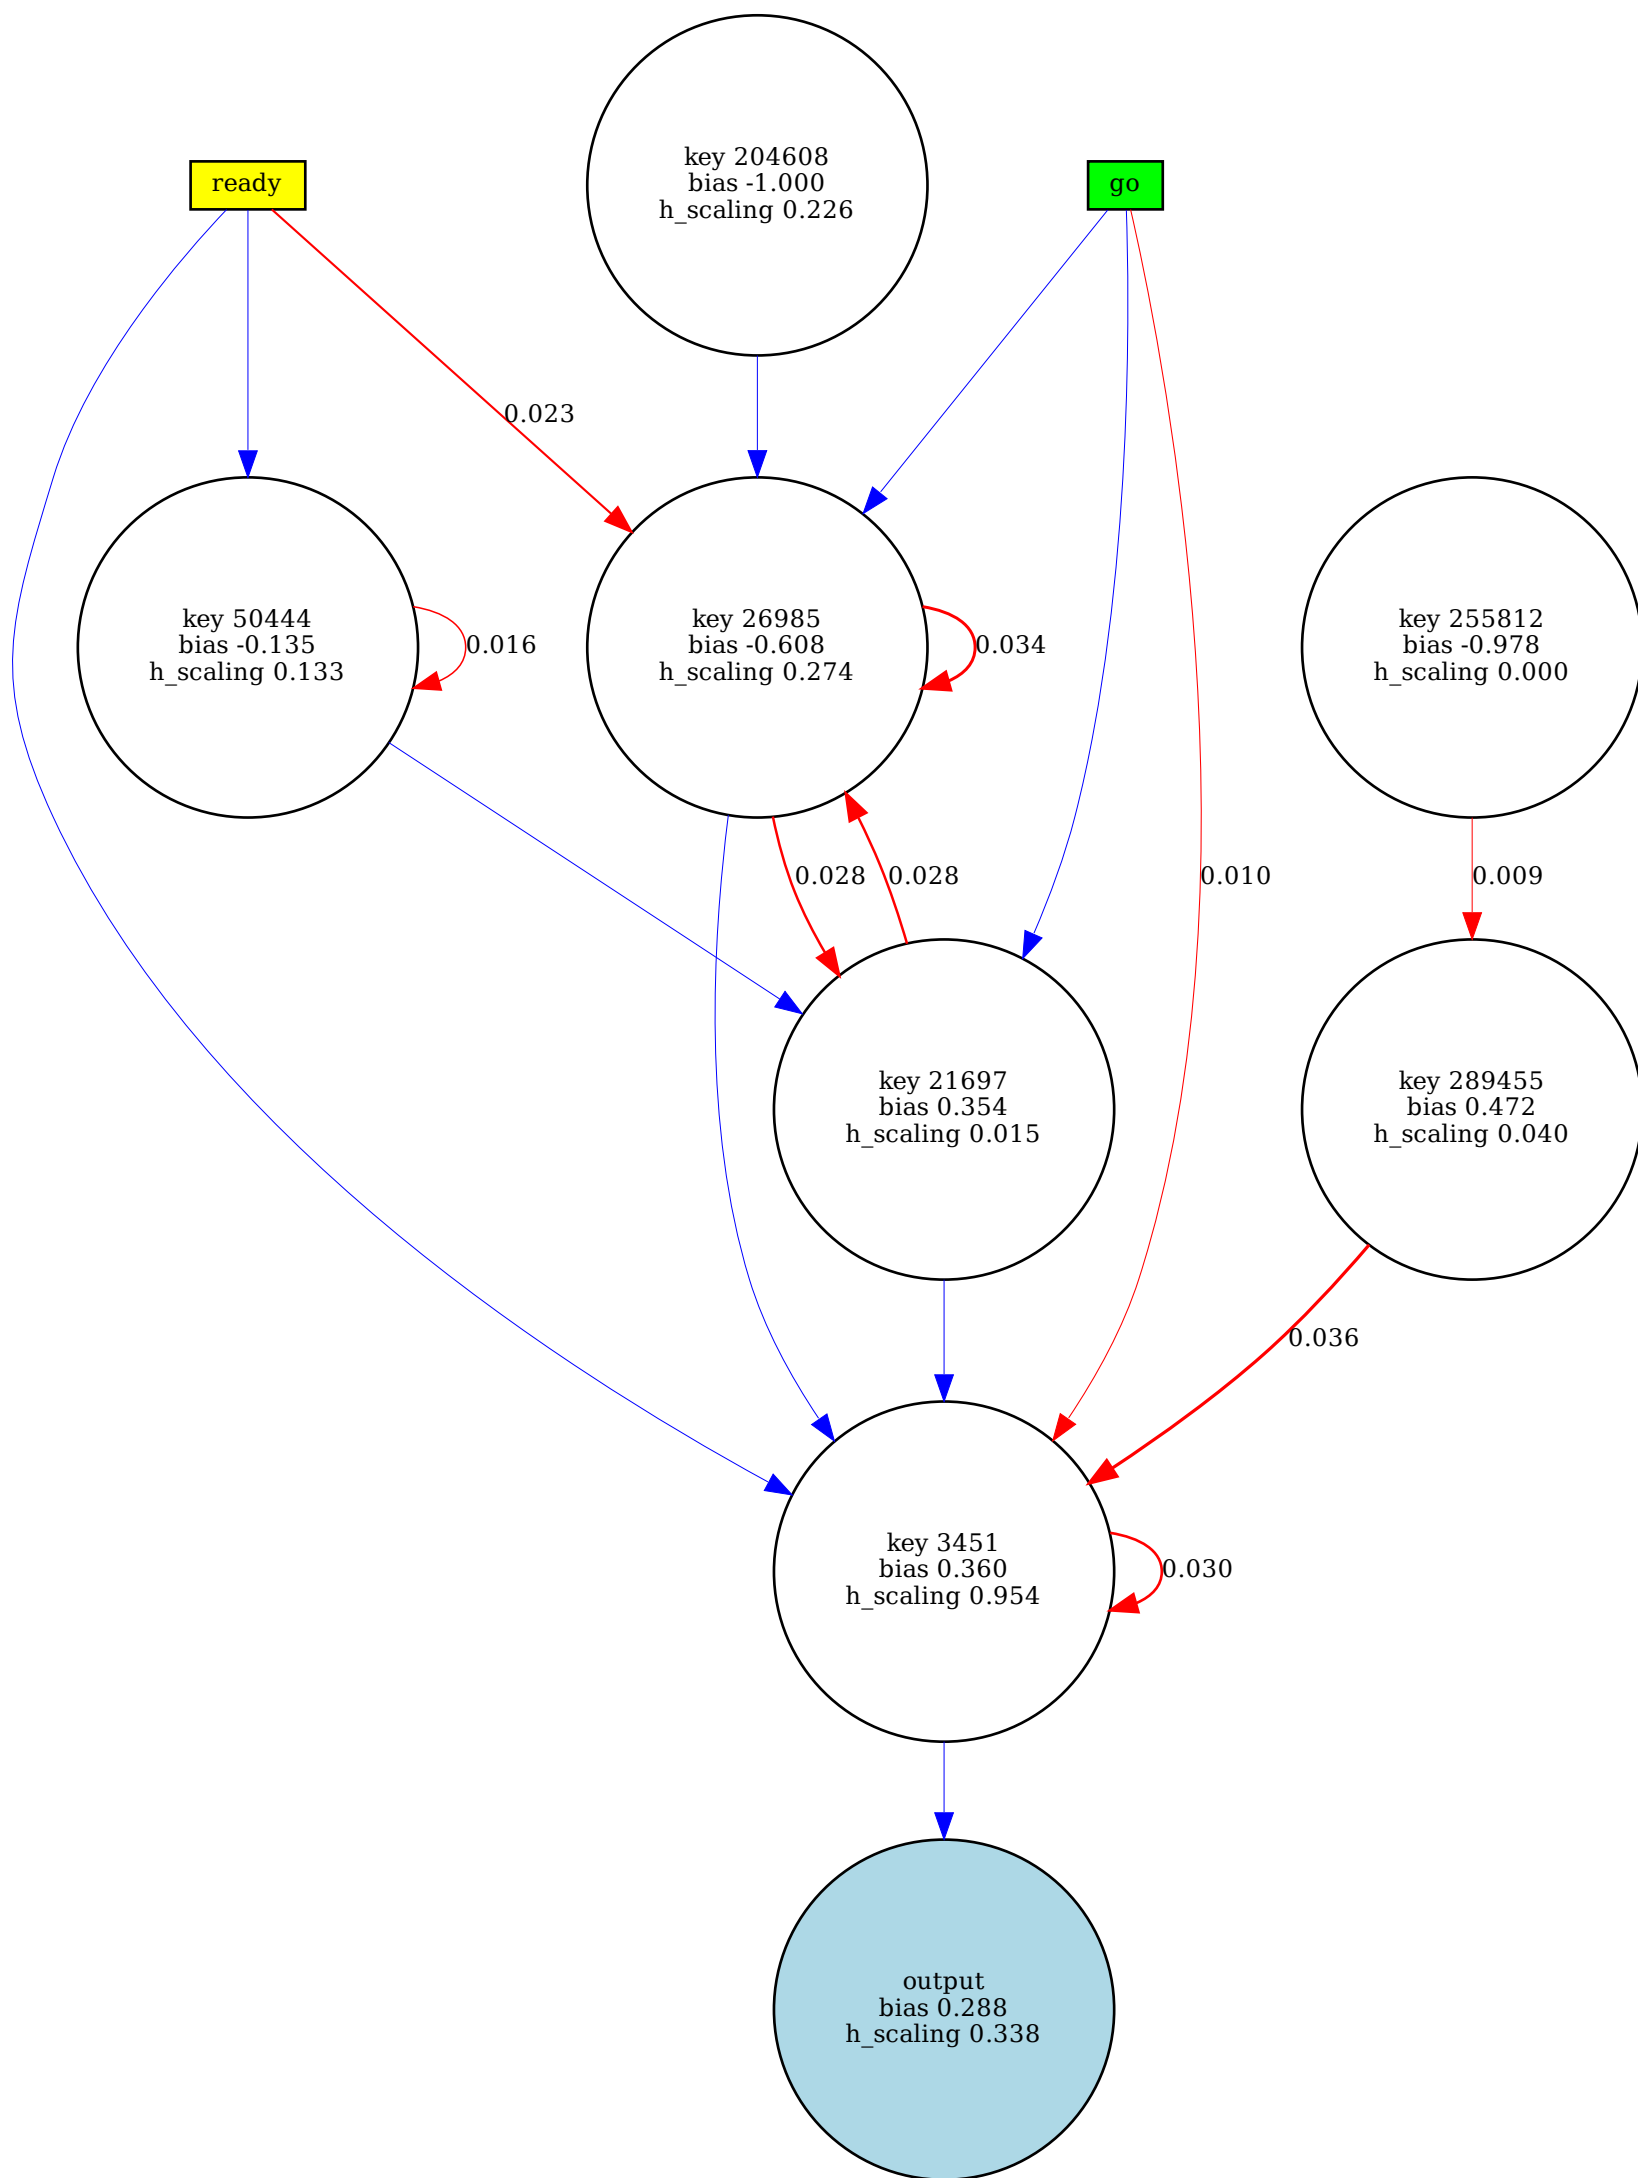 key 204608
bias -1.000
h_scaling 0.226
ready
go
0.023
key 50444
bias -0.135
h_scaling 0.133
0.016
key 26985
bias -0.608
h_scaling 0.274
0.034
key 255812
bias -0.978
h_scaling 0.000
0.028
0.028
0.010
0.009
key 21697
bias 0.354
h_scaling 0.015
key 289455
bias 0.472
h_scaling 0.040
0.036
key 3451
bias 0.360
h_scaling 0.954
0.030
output
bias 0.288
h_scaling 0.338